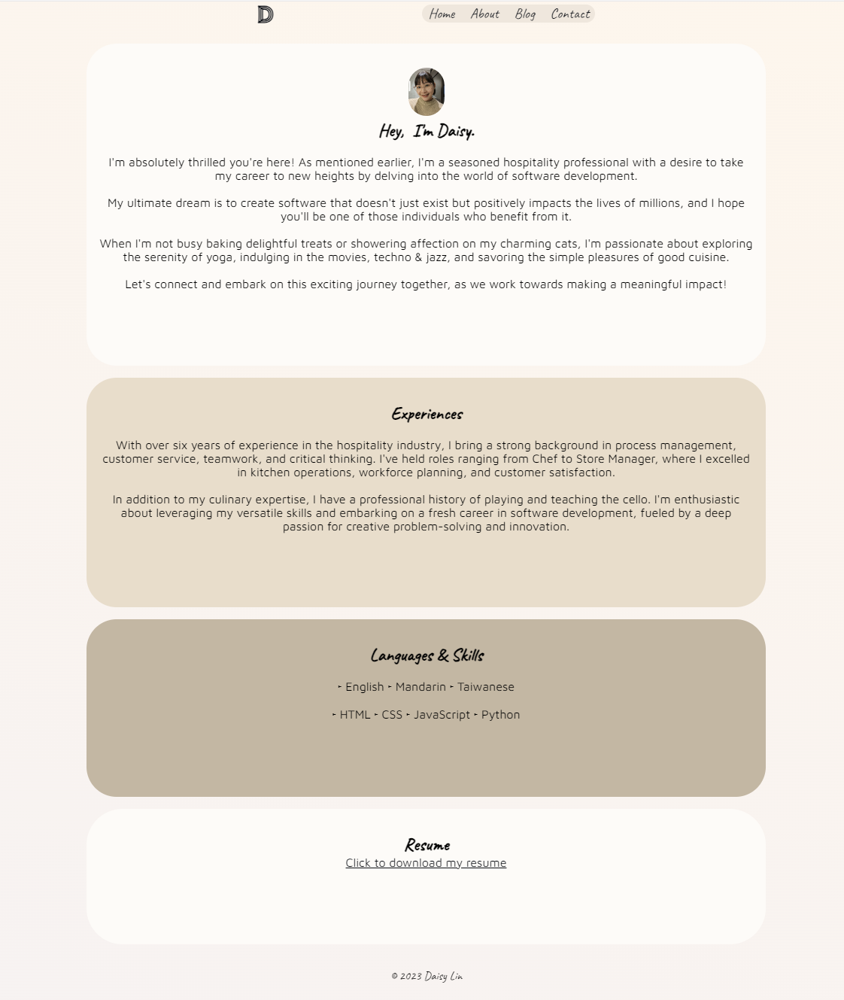 D
Home About Blog Contact
Hey, I'm Daisy.
I'm absolutely thrilled you're here! As mentioned earlier, I'm a seasoned hospitality professional with a desire to take
my career to new heights by delving into the world of software development.
My ultimate dream is to create software that doesn't just exist but positively impacts the lives of millions, and I hope
you'll be one of those individuals who benefit from it.
When I'm not busy baking delightful treats or showering affection on my charming cats, I'm passionate about exploring
the serenity of yoga, indulging in the movies, techno & jazz, and savoring the simple pleasures of good cuisine.
Let's connect and embark on this exciting journey together, as we work towards making a meaningful impact!
Experiences
With over six years of experience in the hospitality industry, I bring a strong background in process management,
customer service, teamwork, and critical thinking. I've held roles ranging from Chef to Store Manager, where I excelled
in kitchen operations, workforce planning, and customer satisfaction.
In addition to my culinary expertise, I have a professional history of playing and teaching the cello. I'm enthusiastic
about leveraging my versatile skills and embarking on a fresh career in software development, fueled by a deep
passion for creative problem-solving and innovation.
Languages & Skills
‣ English ‣ Mandarin ‣ Taiwanese
‣ HTML ‣ CSS ‣ JavaScript ‣ Python
Resume
Click to download my resume
© 2023 Daisy Lin